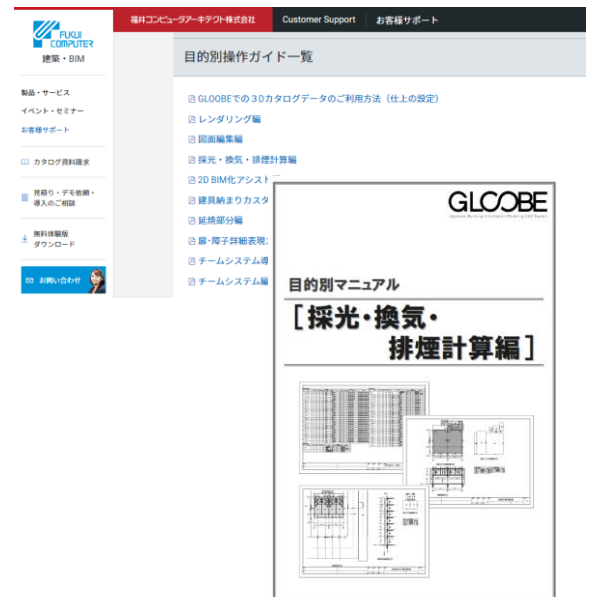 福井コンピュータアーキテクト株式会社
Customer Support
お客様サポート
FUKUI
COMPUTER
建築・BIM
製品・サービス
イベント・セミナー
お客様サポート
カタログ資料請求
見積り・デモ依頼・
導入のご相談
無料体験版
ダウンロード
お問い合わせ
目的別操作ガイド一覧
GLOOBEでの3Dカタログデータのご利用方法（仕上の設定）
レンダリング編
図面編集編
採光・換気・排煙計算編
2D BIM化アシスト
建具納まりカスタ
延焼部分編
扉・障子詳細表現
チームシステム導
チームシステム編
GLOOBE
目的別マニュアル
［採光・換気・
排煙計算編］